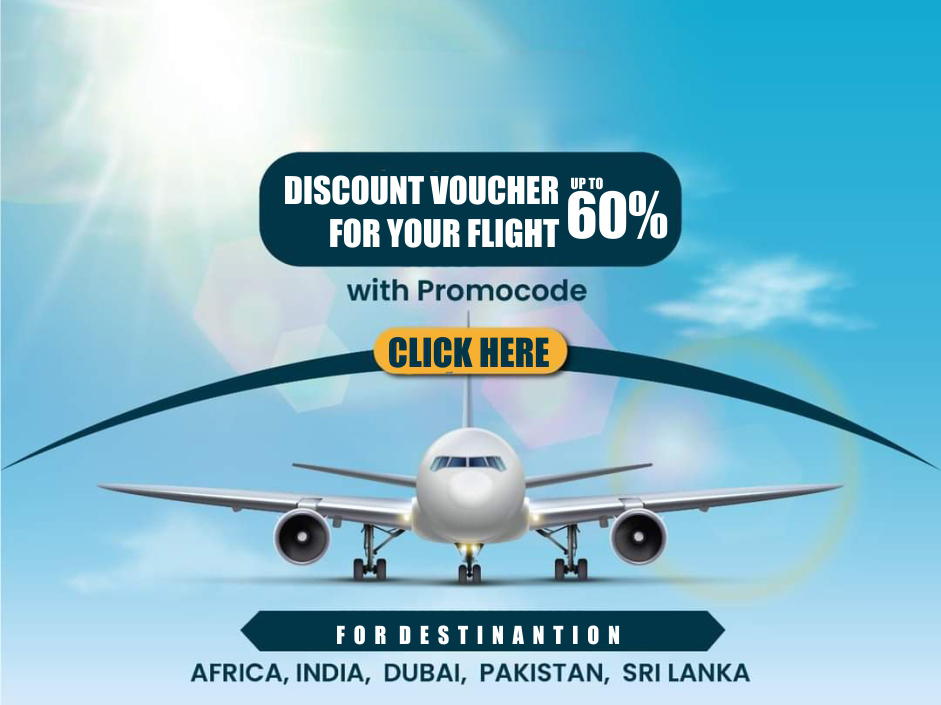 DISCOUNT VOUCHER
FOR YOUR FLIGHT
UP TO
60%
with Promocode
CLICK HERE
FOR DESTINANTION
AFRICA, INDIA, DUBAI, PAKISTAN, SRI LANKA